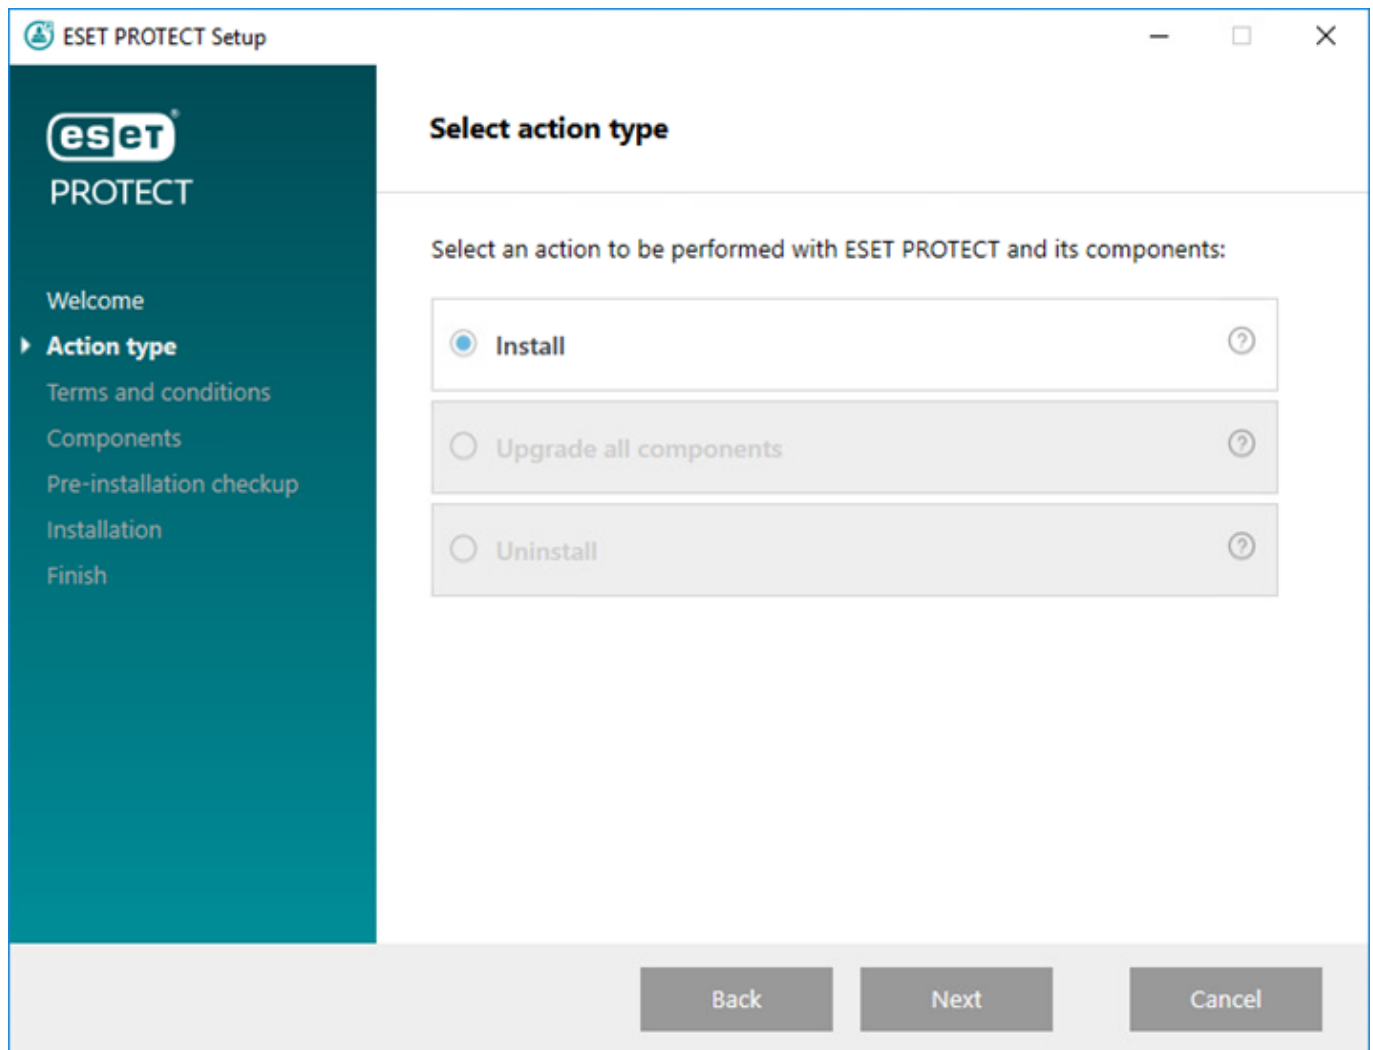 ESET PROTECT Setup
eseT®
PROTECT
Welcome
Action type
Terms and conditions
Components
Pre-installation checkup
Installation
Finish
Select action type
Select an action to be performed with ESET PROTECT and its components:
Install
?
Upgrade all components
?
Uninstall
?
Back
Next
Cancel